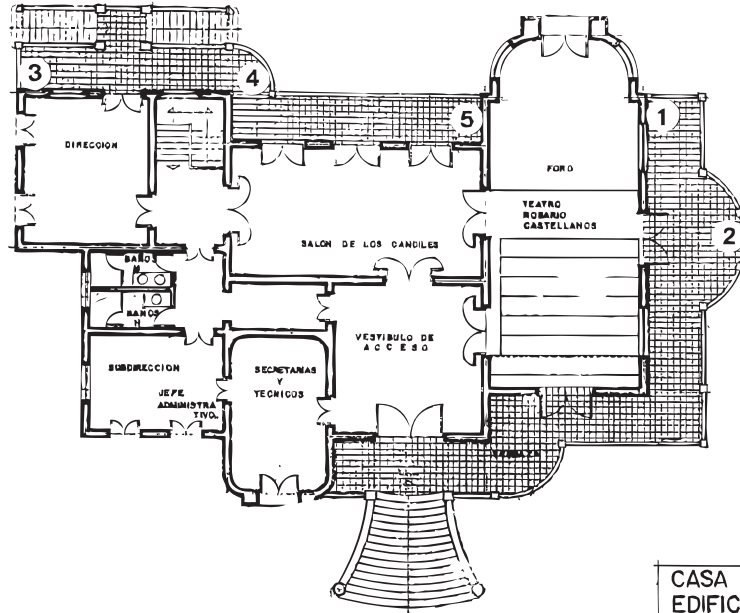 3
4
5
1
2
DIRECCION
FORO
TEATRO
ROSARIO
CASTELLANOS
SALON DE LOS CANDILES
BAÑOS
M
BAÑOS
H
VESTIBULO DE
ACCESO
SUBDIRECCION
JEFE
ADMINISTRA
TIVO..
SECRETARIAS
Y
TECNICOS
CASA
EDIFIC